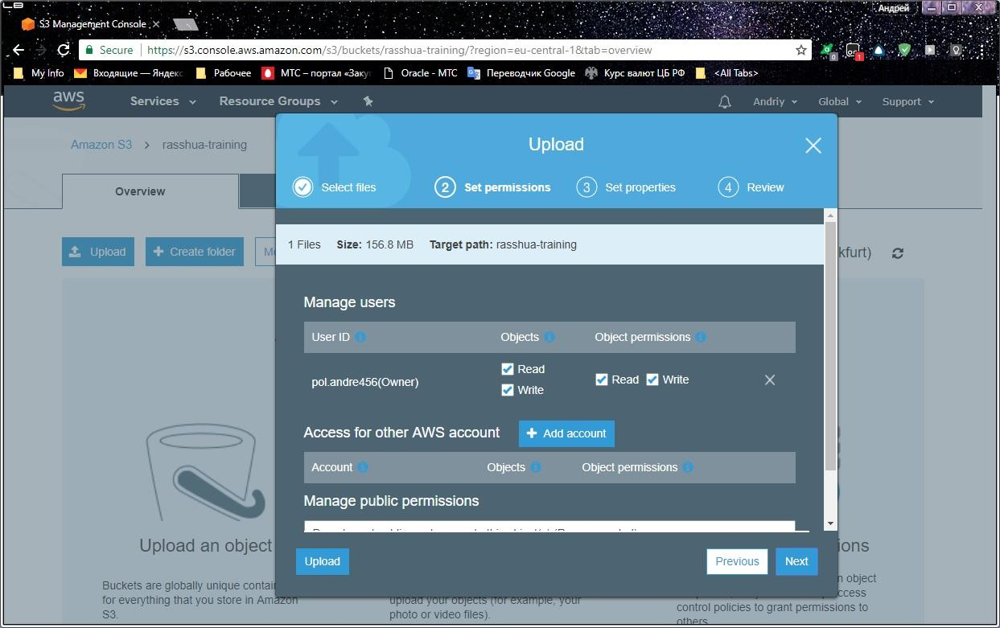 Андрей
S3 Management Console
Secure https://s3.console.aws.amazon.com/s3/buckets/rasshua-training/?region=eu-central-1&tab=overview
0 1
My Info Входящие — Яндекс Рабочее МТС – портал «Заку Oracle - МТС Переводчик Google Курс валют ЦБ РФ <All Tabs>
aws Services Resource Groups Andriy Global Support
Amazon S3 > rasshua-training
Overview
Upload Create folder kfurt)
Upload
Select files 2 Set permissions 3 Set properties 4 Review
1 Files Size: 156.8 MB Target path: rasshua-training
Manage users
User ID Objects Object permissions
pol.andre456(Owner) Read Write Read Write
Access for other AWS account + Add account
Account Objects Object permissions
Manage public permissions
Upload Previous Next
Upload an object
Buckets are globally unique contai
for everything that you store in Amazon
S3.
upload your objects (for example, your
photo or video files).
ions
an object
ccess
control policies to grant permissions to
others.